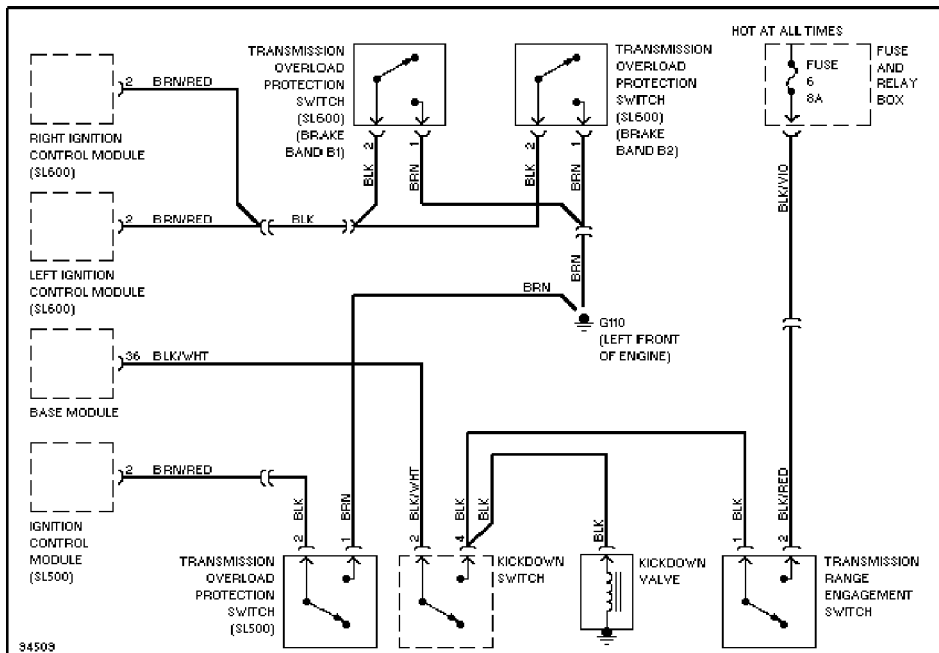 HOT AT ALL TIMES
TRANSMISSION
OVERLOAD
PROTECTION
SWITCH
(SL600)
(BRAKE
BAND B1)
TRANSMISSION
OVERLOAD
PROTECTION
SWITCH
(SL600)
(BRAKE
BAND B2)
FUSE
6
8A
FUSE
AND
RELAY
BOX
2 BRN/RED
RIGHT IGNITION
CONTROL MODULE
(SL600)
2
1
2
1
BLK
BRN
BLK
BRN
BLK/VIO
2 BRN/RED
BLK
LEFT IGNITION
CONTROL MODULE
(SL600)
BRN
BRN
G110
(LEFT FRONT
OF ENGINE)
36 BLK/WHT
BASE MODULE
2 BRN/RED
IGNITION
CONTROL
MODULE
(SL500)
BLK
BRN
BLK/WHT
BLK
BLK
BLK
BLK
BLK/RED
2
1
2
4
1
2
TRANSMISSION
OVERLOAD
PROTECTION
SWITCH
(SL500)
KICKDOWN
SWITCH
KICKDOWN
VALVE
TRANSMISSION
RANGE
ENGAGEMENT
SWITCH
94509